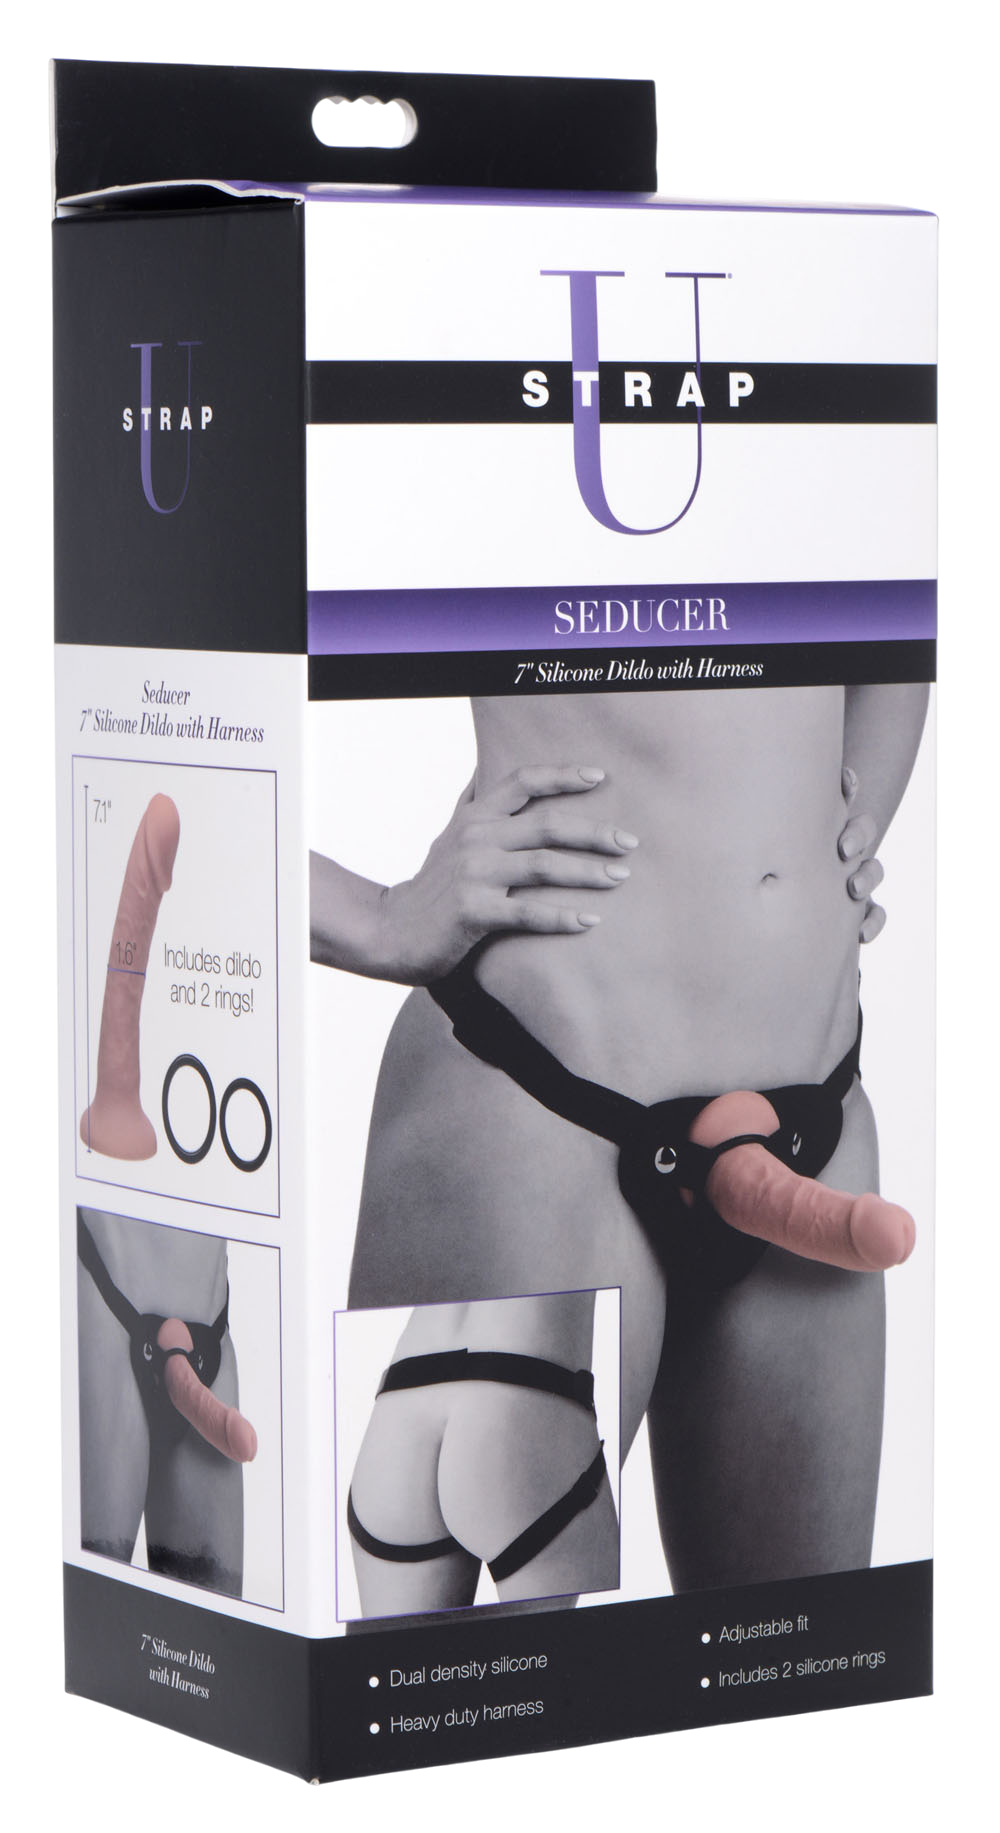 U
STRAP
SEDUCER
7" Silicone Dildo with Harness
Dual density silicone
Heavy duty harness
Adjustable fit
Includes 2 silicone rings
U
STRAP
Seducer
7" Silicone Dildo with Harness
7.1"
1.6"
Includes dildo
and 2 rings!
7" Silicone Dildo
with Harness